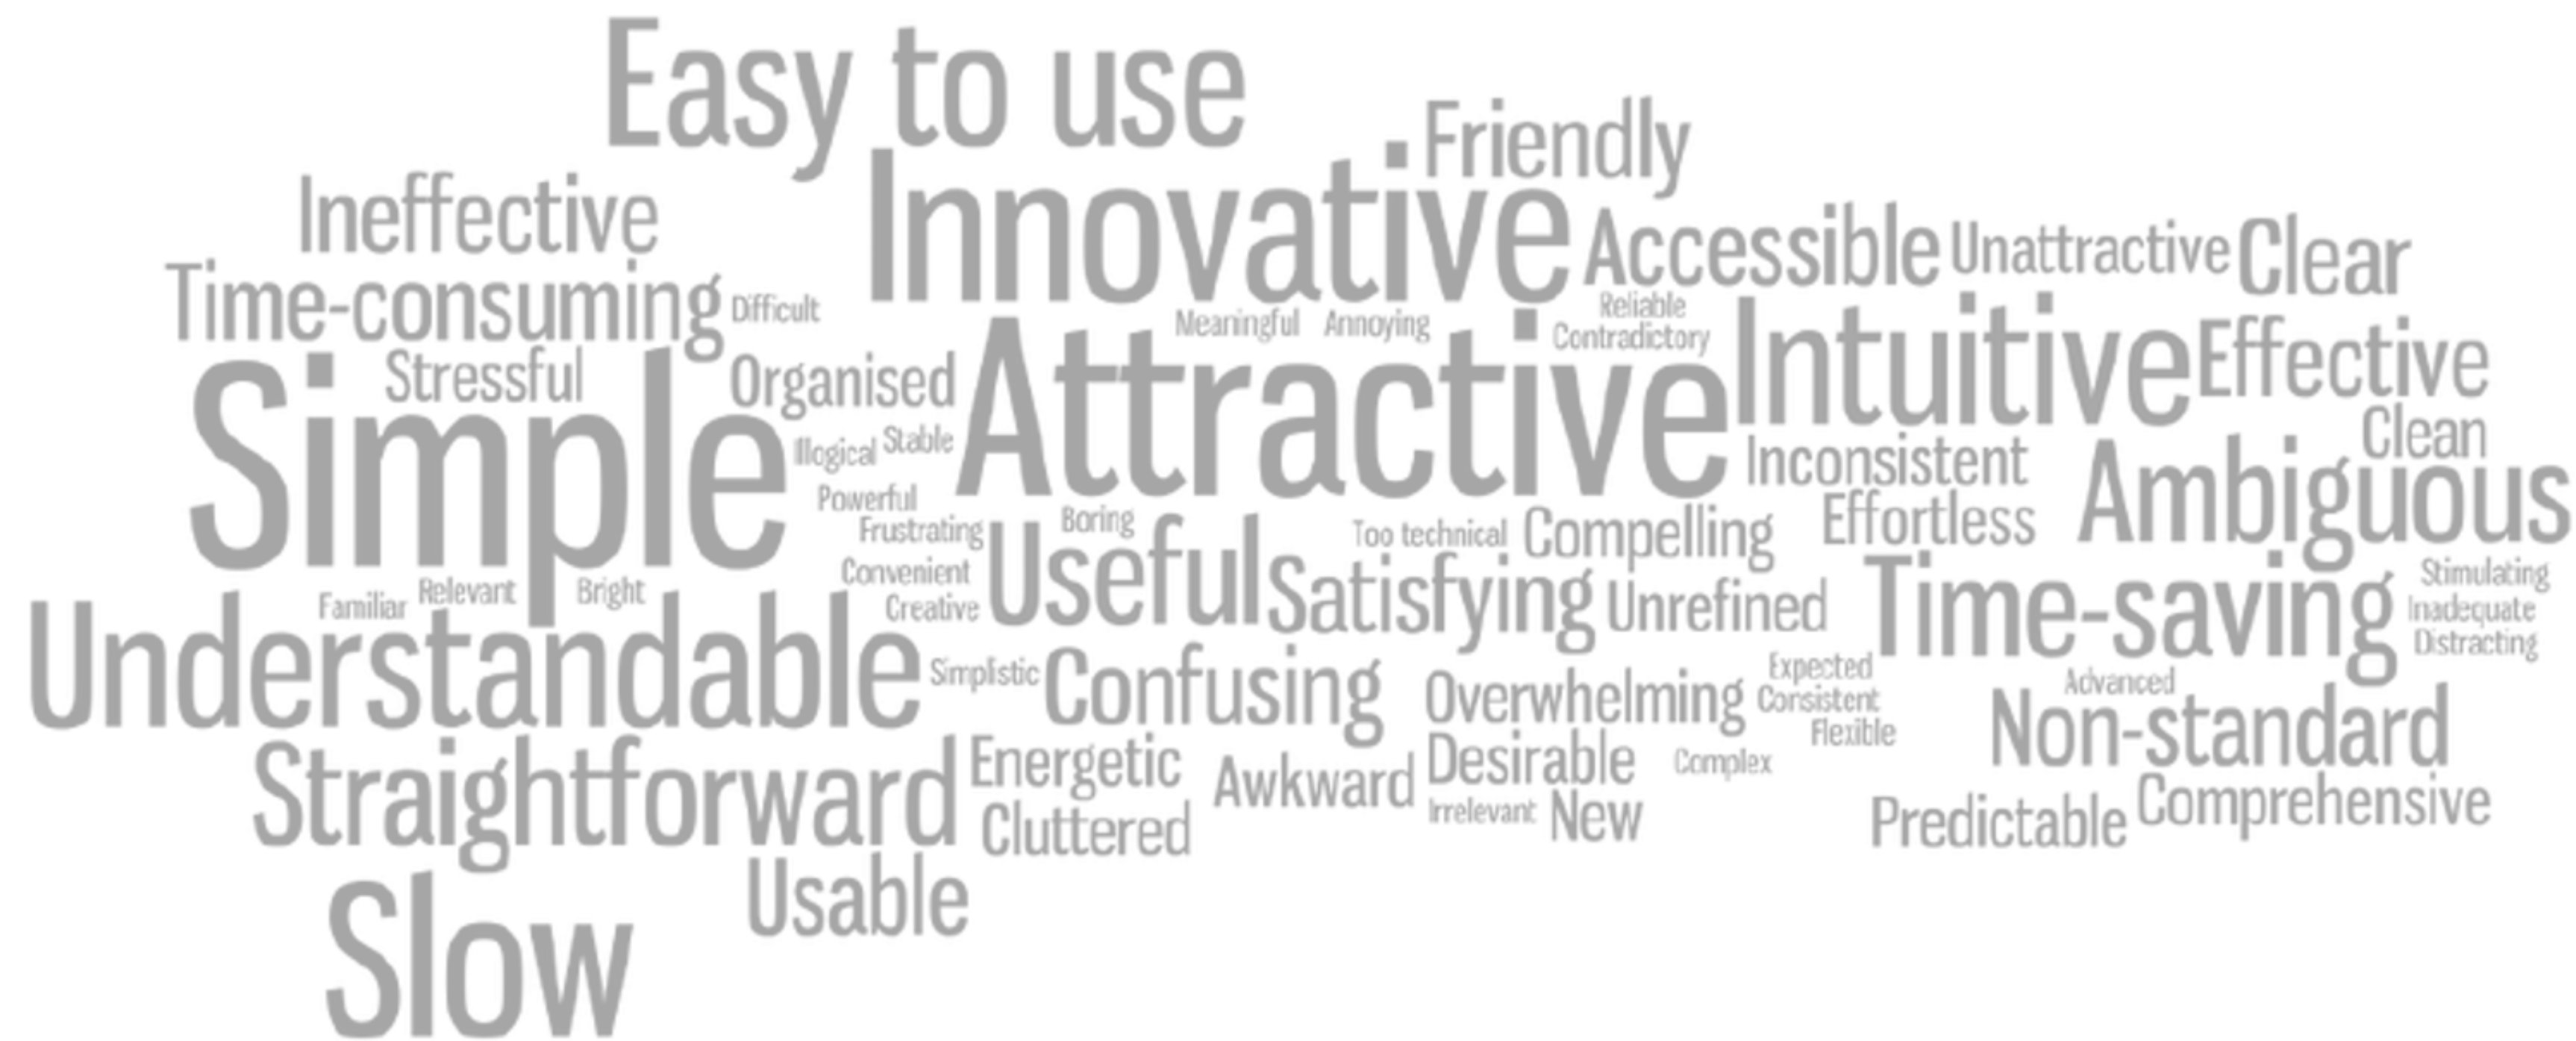 Easy to use
Friendly
Ineffective
Innovative
Accessible
Unattractive
Clear
Time-consuming
Difficult
Meaningful
Annoying
Reliable
Contradictory
Intuitive
Effective
Simple
Stressful
Organised
Attractive
Clean
Illogical
Stable
Inconsistent
Ambiguous
Powerful
Frustrating
Boring
Useful
Too technical
Compelling
Effortless
Convenient
Creative
Satisfying
Unrefined
Time-saving
Stimulating
Inadequate
Distracting
Familiar
Relevant
Bright
Understandable
Simplistic
Confusing
Overwhelming
Expected
Consistent
Flexible
Advanced
Non-standard
Straightforward
Energetic
Awkward
Desirable
Complex
Cluttered
Irrelevant
New
Predictable
Comprehensive
Usable
Slow